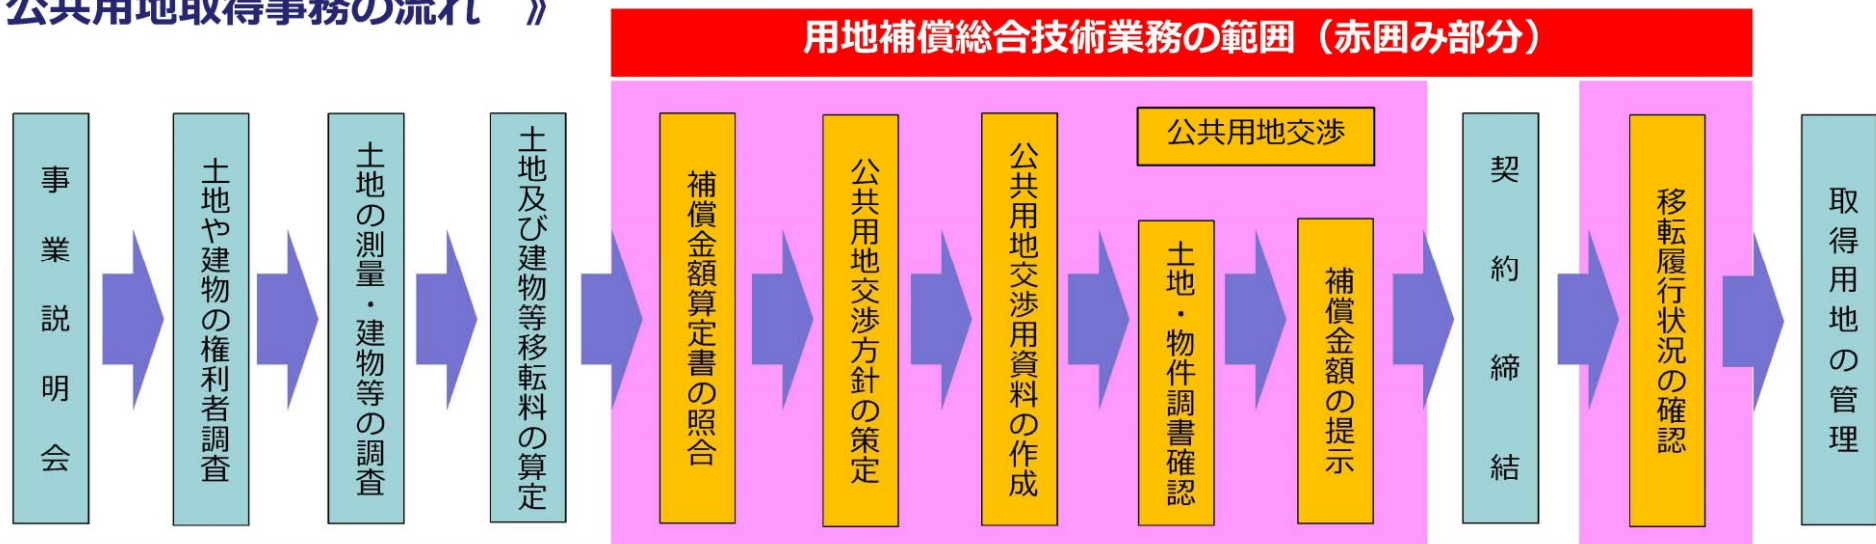 公共用地取得事務の流れ 》
用地補償総合技術業務の範囲（赤囲み部分）
事業説明会
土地や建物の権利者調査
土地の測量・建物等の調査
土地及び建物等移転料の算定
補償金額算定書の照合
公共用地交渉方針の策定
公共用地交渉用資料の作成
公共用地交渉
土地・物件調書確認
補償金額の提示
契約締結
移転履行状況の確認
取得用地の管理